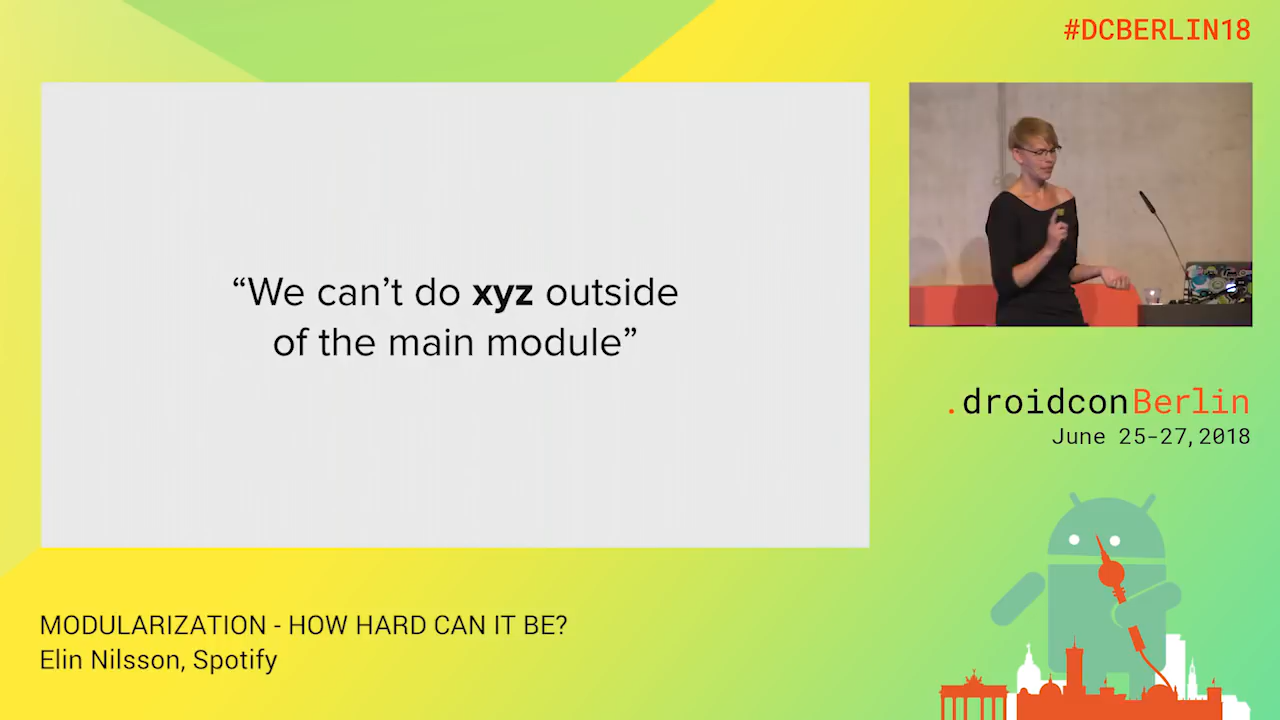 #DCBERLIN18
“We can’t do xyz outside
of the main module”
.droidconBerlin
June 25-27, 2018
MODULARIZATION - HOW HARD CAN IT BE?
Elin Nilsson, Spotify